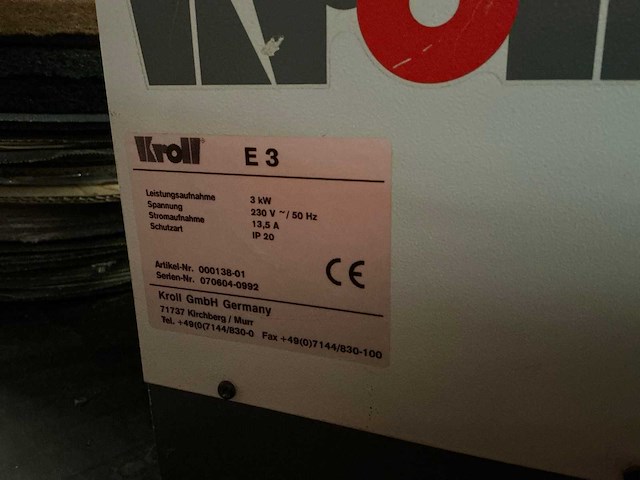 Kroll
Kroll® E 3
Leistungsaufnahme 3 kW
Spannung 230 V ~/ 50 Hz
Stromaufnahme 13,5 A
Schutzart IP 20
Artikel-Nr. 000138-01
Serien-Nr. 070604-0992
CE
Kroll GmbH Germany
71737 Kirchberg / Murr
Tel. +49(0)7144/830-0 Fax +49(0)7144/830-100